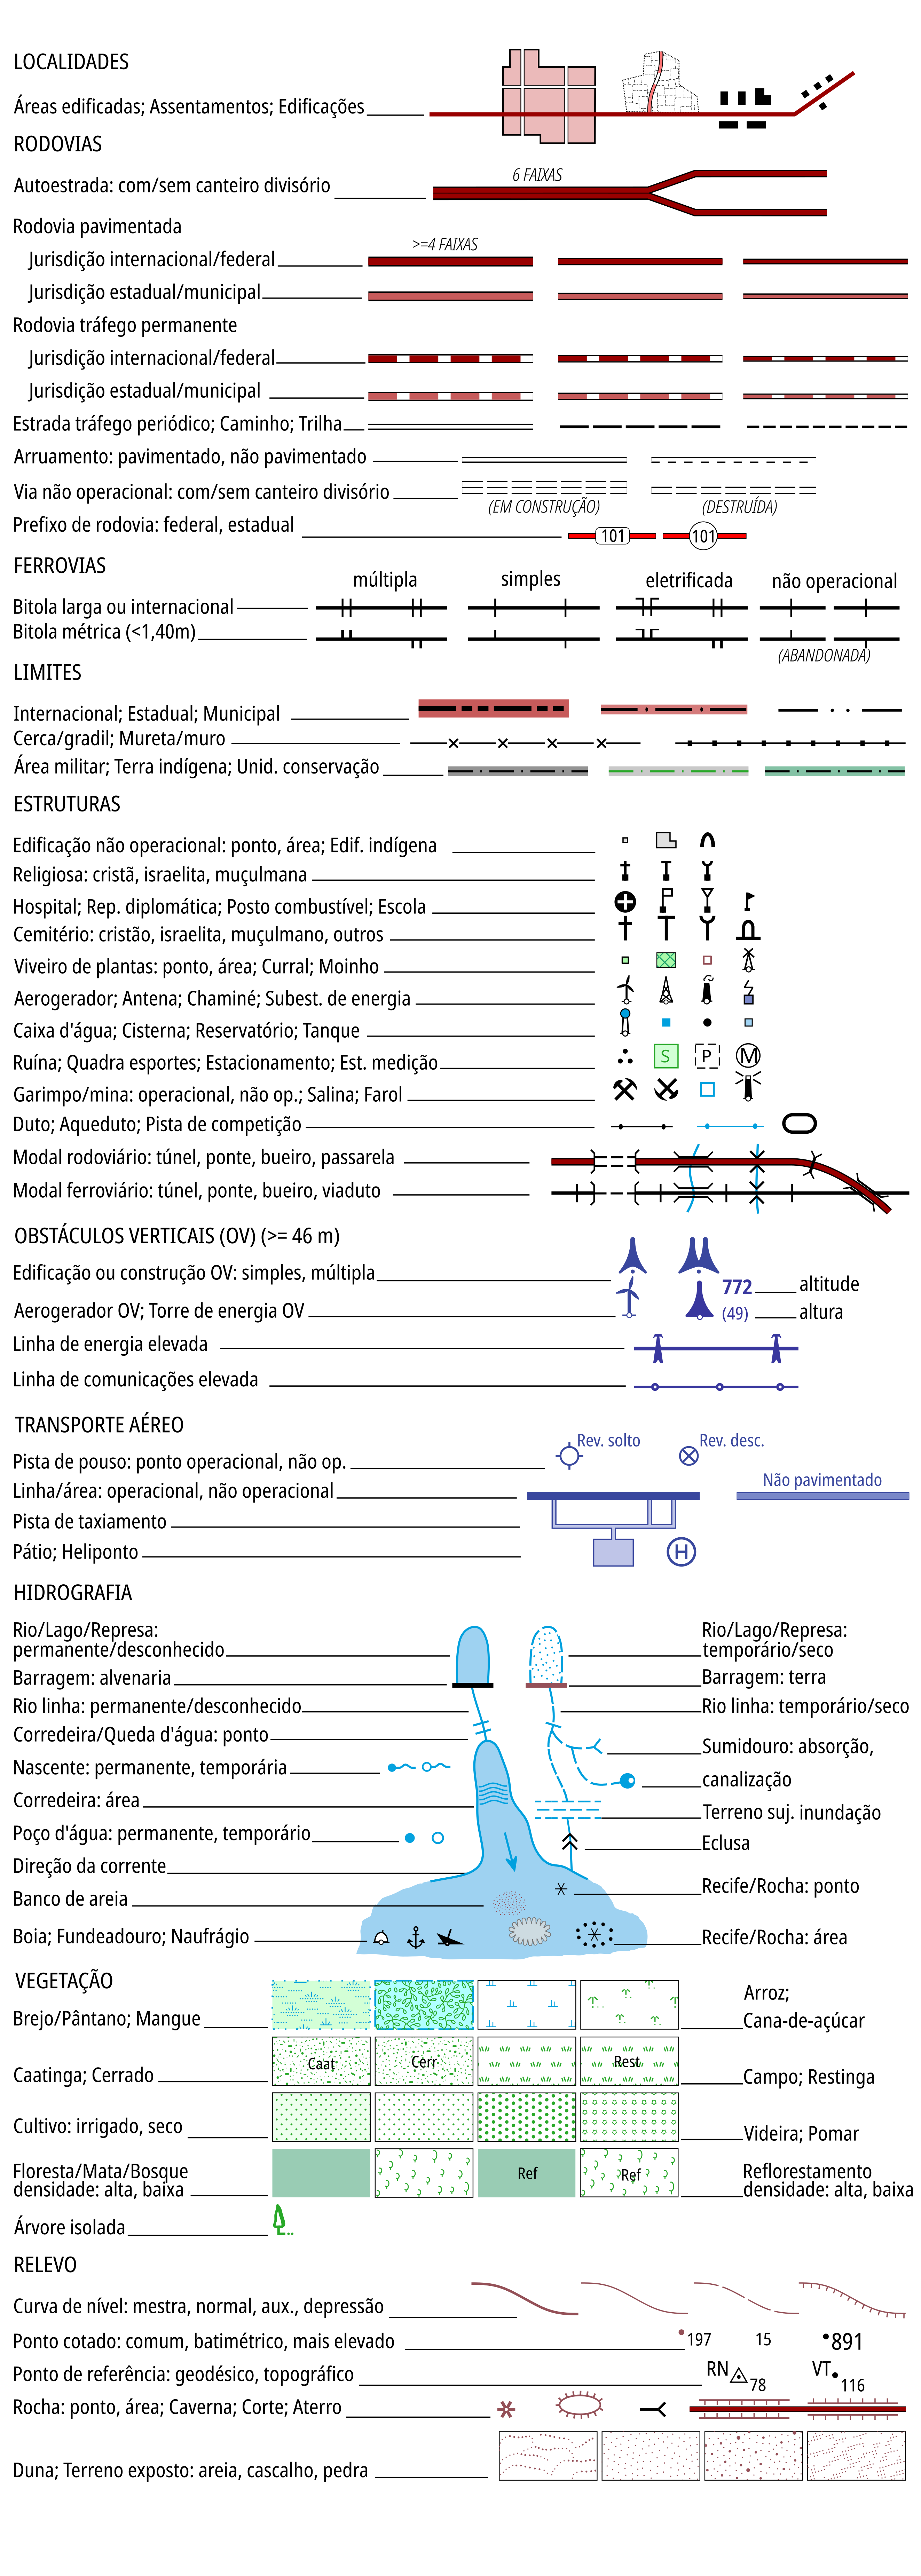 LOCALIDADES
Áreas edificadas; Assentamentos; Edificações
RODOVIAS
6 FAIXAS
Autoestrada: com/sem canteiro divisório
Rodovia pavimentada
>=4 FAIXAS
Jurisdição internacional/federal
Jurisdição estadual/municipal
Rodovia tráfego permanente
Jurisdição internacional/federal
Jurisdição estadual/municipal
Estrada tráfego periódico; Caminho; Trilha
Arruamento: pavimentado, não pavimentado
Via não operacional: com/sem canteiro divisório
(EM CONSTRUÇÃO) (DESTRUÍDA)
Prefixo de rodovia: federal, estadual
101 101
FERROVIAS
múltipla simples eletrificada não operacional
Bitola larga ou internacional
Bitola métrica (<1,40m)
(ABANDONADA)
LIMITES
Internacional; Estadual; Municipal
Cerca/gradil; Mureta/muro
Área militar; Terra indígena; Unid. conservação
ESTRUTURAS
Edificação não operacional: ponto, área; Edif. indígena
Religiosa: cristã, israelita, muçulmana
Hospital; Rep. diplomática; Posto combustível; Escola
Cemitério: cristão, israelita, muçulmano, outros
Viveiro de plantas: ponto, área; Curral; Moinho
Aerogerador; Antena; Chaminé; Subest. de energia
Caixa d'água; Cisterna; Reservatório; Tanque
Ruína; Quadra esportes; Estacionamento; Est. medição
S P M
Garimpo/mina: operacional, não op.; Salina; Farol
Duto; Aqueduto; Pista de competição
Modal rodoviário: túnel, ponte, bueiro, passarela
Modal ferroviário: túnel, ponte, bueiro, viaduto
OBSTÁCULOS VERTICAIS (OV) (>= 46 m)
Edificação ou construção OV: simples, múltipla
772 altitude
Aerogerador OV; Torre de energia OV
(49) altura
Linha de energia elevada
Linha de comunicações elevada
TRANSPORTE AÉREO
Rev. solto Rev. desc.
Pista de pouso: ponto operacional, não op.
Não pavimentado
Linha/área: operacional, não operacional
Pista de taxiamento
Pátio; Heliponto
H
HIDROGRAFIA
Rio/Lago/Represa:
permanente/desconhecido
Rio/Lago/Represa:
temporário/seco
Barragem: alvenaria
Barragem: terra
Rio linha: permanente/desconhecido
Rio linha: temporário/seco
Corredeira/Queda d'água: ponto
Sumidouro: absorção,
canalização
Nascente: permanente, temporária
Corredeira: área
Terreno suj. inundação
Poço d'água: permanente, temporário
Eclusa
Direção da corrente
Recife/Rocha: ponto
Banco de areia
Boia; Fundeadouro; Naufrágio
Recife/Rocha: área
VEGETAÇÃO
Brejo/Pântano; Mangue
Arroz;
Cana-de-açúcar
Caatinga; Cerrado
Caat Cerr Rest
Campo; Restinga
Cultivo: irrigado, seco
Videira; Pomar
Floresta/Mata/Bosque
densidade: alta, baixa
Ref Ref
Reflorestamento
densidade: alta, baixa
Árvore isolada
RELEVO
Curva de nível: mestra, normal, aux., depressão
Ponto cotado: comum, batimétrico, mais elevado
197 15 891
Ponto de referência: geodésico, topográfico
RN 78 VT 116
Rocha: ponto, área; Caverna; Corte; Aterro
Duna; Terreno exposto: areia, cascalho, pedra